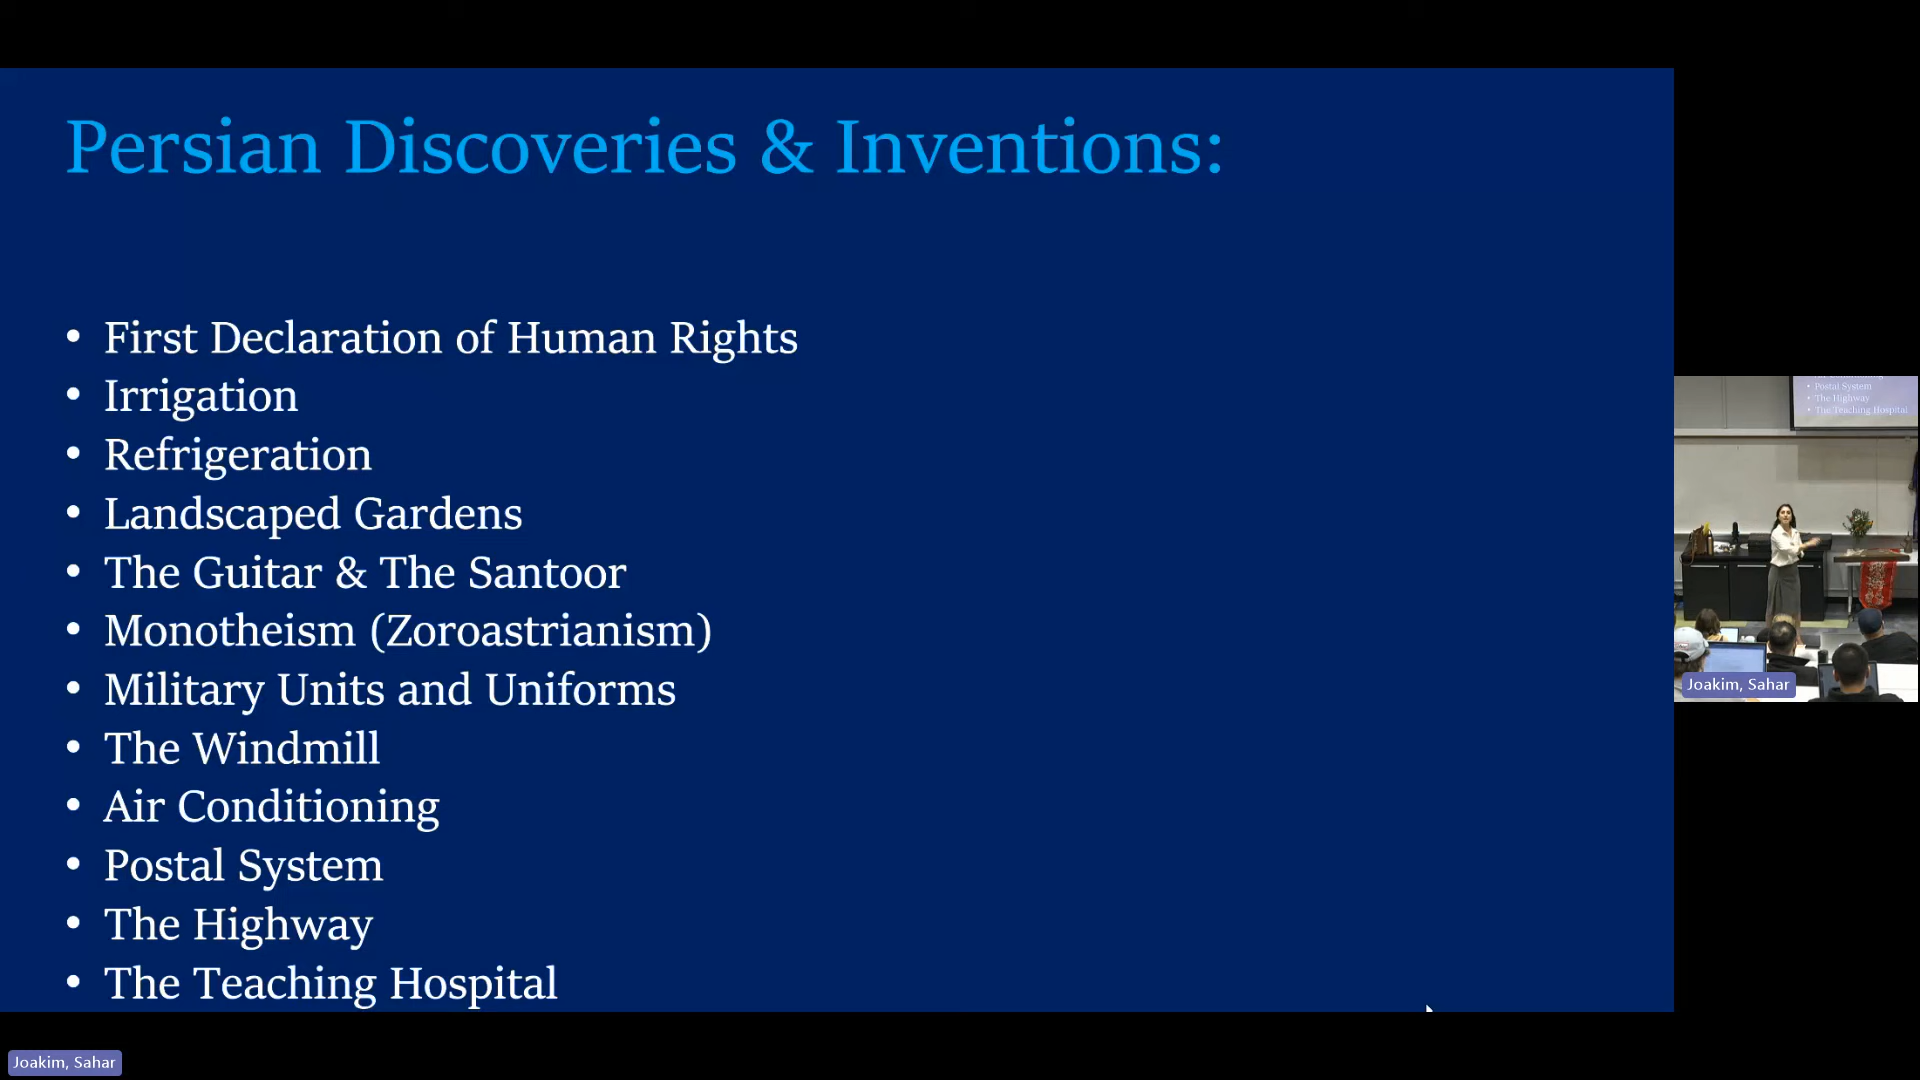 Persian Discoveries & Inventions:
• First Declaration of Human Rights
• Irrigation
• Refrigeration
• Landscaped Gardens
• The Guitar & The Santoor
• Monotheism (Zoroastrianism)
• Military Units and Uniforms
• The Windmill
• Air Conditioning
• Postal System
• The Highway
• The Teaching Hospital
• Postal System
• The Highway
• The Teaching Hospital
Joakim, Sahar
Joakim, Sahar